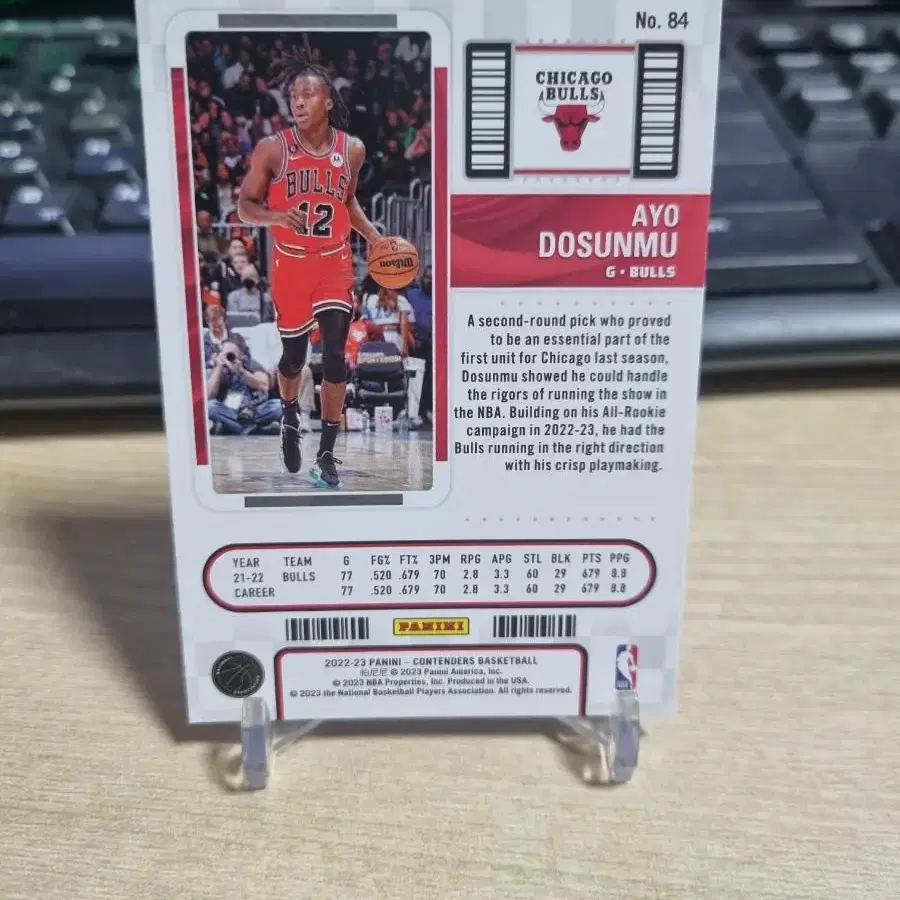 No. 84
CHICAGO
BULLS
BULLS
12
Wilson
AYO
DOSUNMU
G • BULLS
A second-round pick who proved
to be an essential part of the
first unit for Chicago last season,
Dosunmu showed he could handle
the rigors of running the show in
the NBA. Building on his All-Rookie
campaign in 2022-23, he had the
Bulls running in the right direction
with his crisp playmaking.
YEAR TEAM G FG% FT% 3PM RPG APG STL BLK PTS PPG
21-22 BULLS 77 .520 .679 70 2.8 3.3 60 29 679 8.8
CAREER 77 .520 .679 70 2.8 3.3 60 29 679 8.8
PANINI
2022-23 PANINI – CONTENDERS BASKETBALL
帕尼尼 © 2023 Panini America, Inc.
© 2023 NBA Properties, Inc. Produced in the USA.
© 2023 the National Basketball Players Association. All rights reserved.
NBA